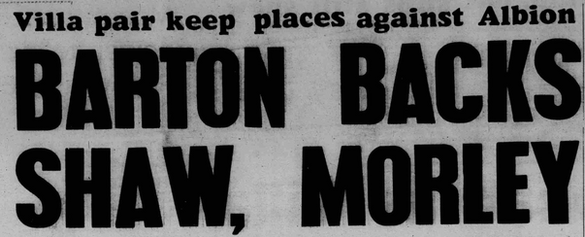 Villa pair keep places against Albion
BARTON BACKS
SHAW, MORLEY